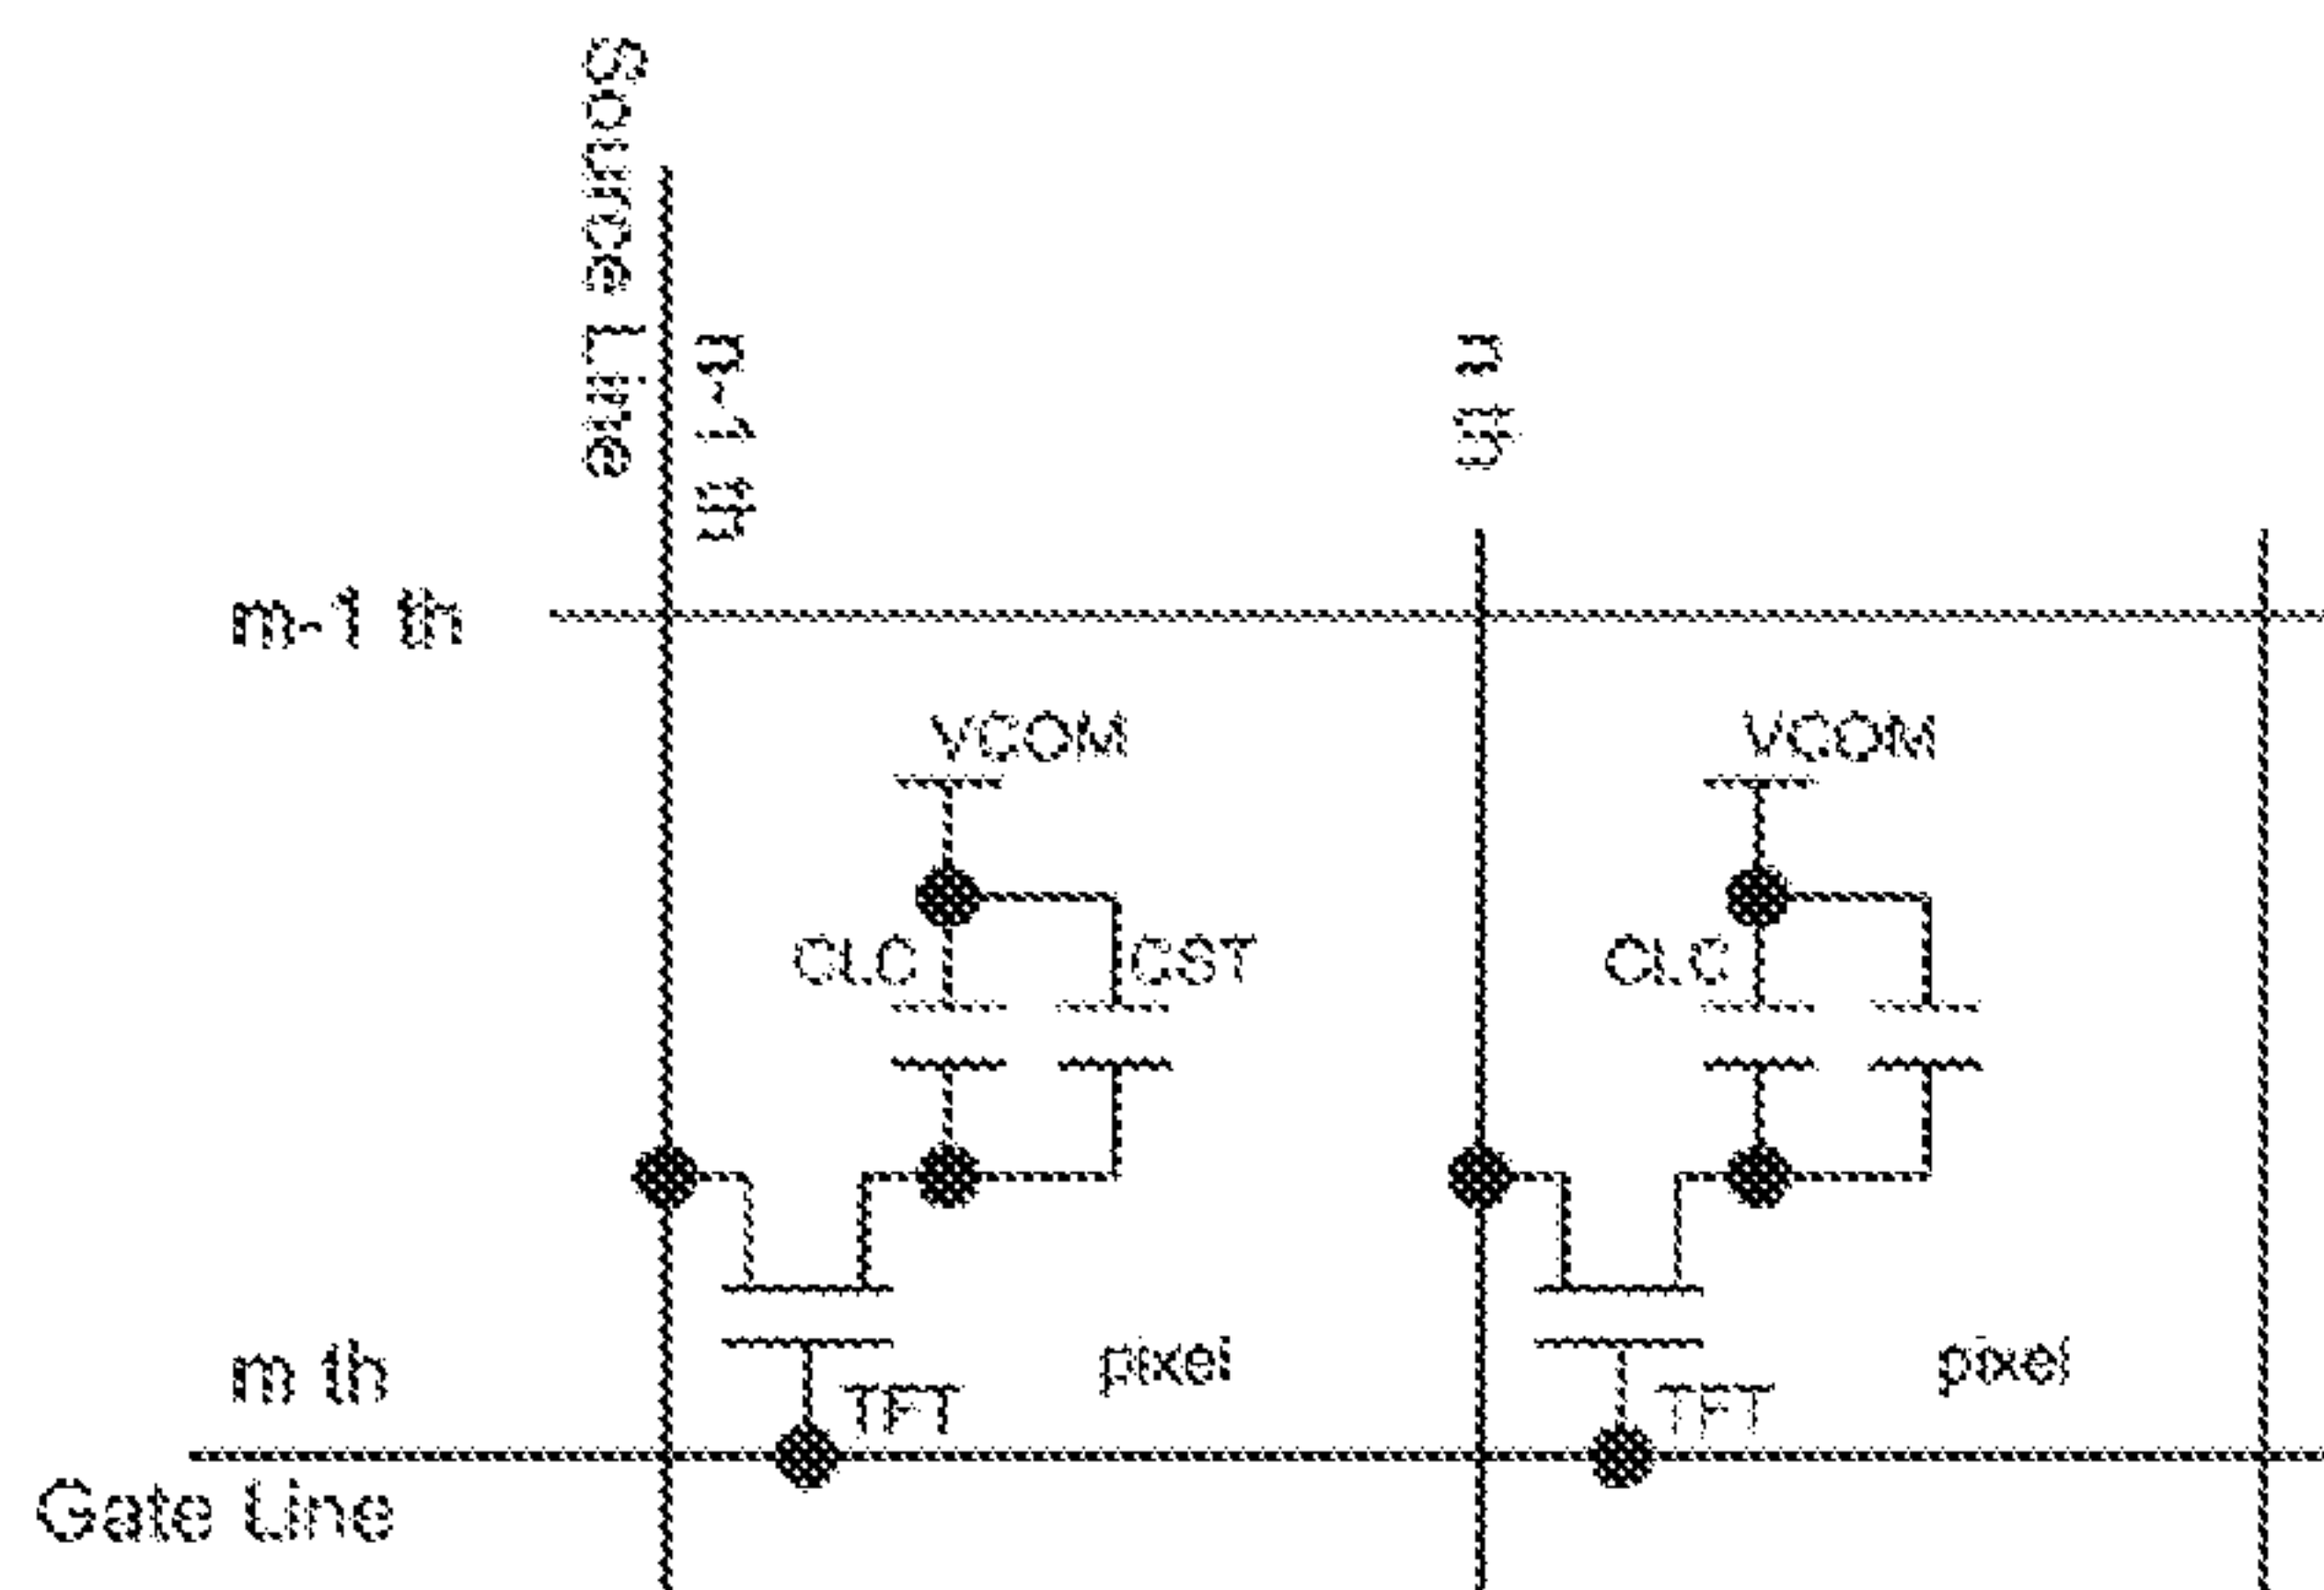 Source Line
n-1 th
n th
m-1 th
VCOM
VCOM
CLC
CST
CLC
m th
pixel
pixel
TFT
TFT
Gate Line